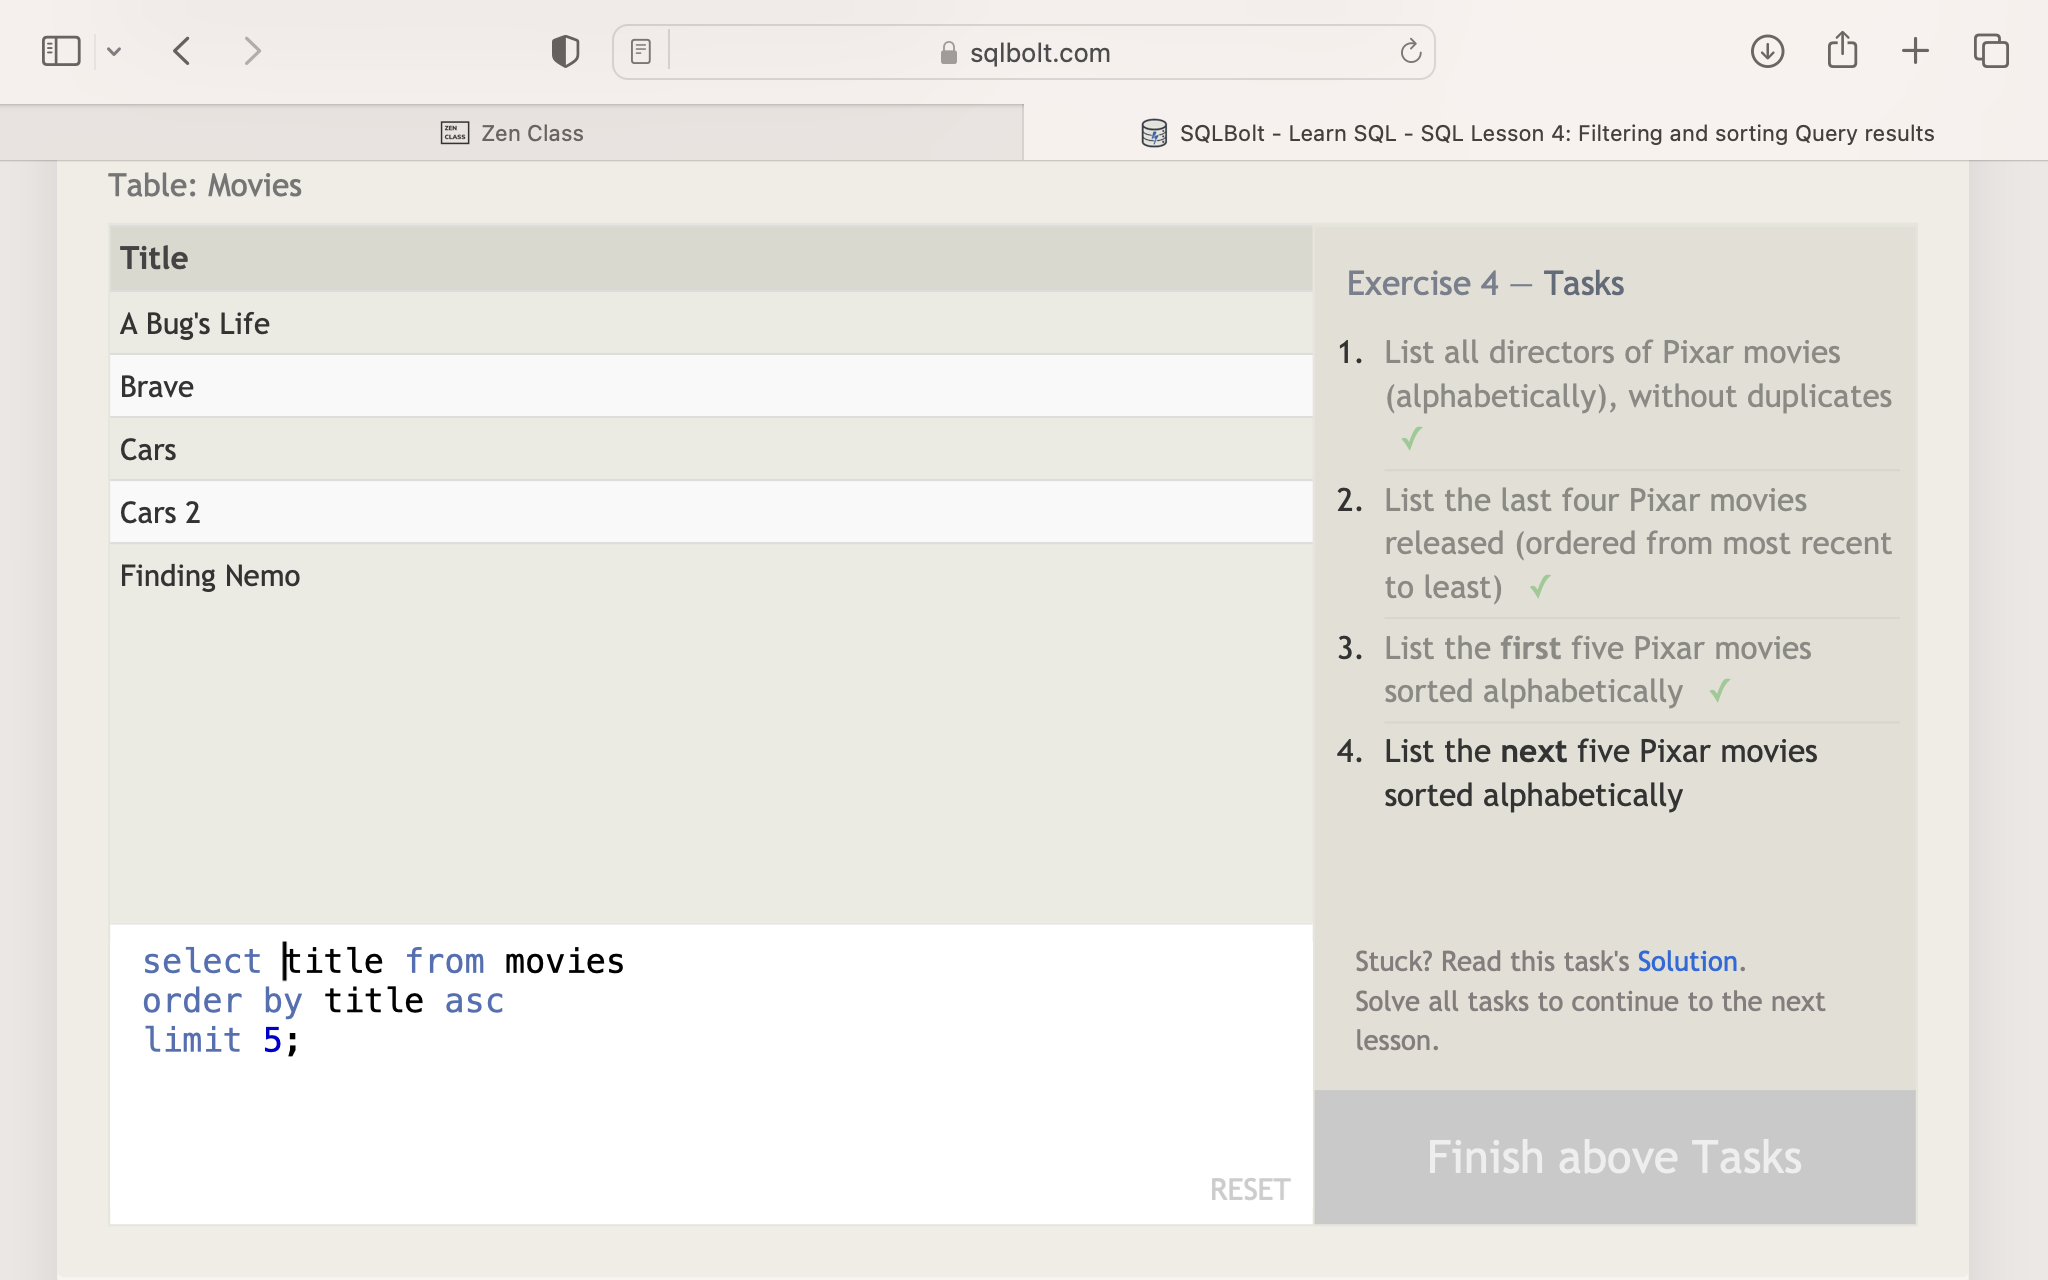 sqlbolt.com
ZEN CLASS Zen Class
SQLBolt - Learn SQL - SQL Lesson 4: Filtering and sorting Query results
Table: Movies
Title
A Bug's Life
Brave
Cars
Cars 2
Finding Nemo
select title from movies
order by title asc
limit 5;
RESET
Exercise 4 — Tasks
1. List all directors of Pixar movies
(alphabetically), without duplicates
✓
2. List the last four Pixar movies
released (ordered from most recent
to least) ✓
3. List the first five Pixar movies
sorted alphabetically ✓
4. List the next five Pixar movies
sorted alphabetically
Stuck? Read this task's Solution.
Solve all tasks to continue to the next
lesson.
Finish above Tasks